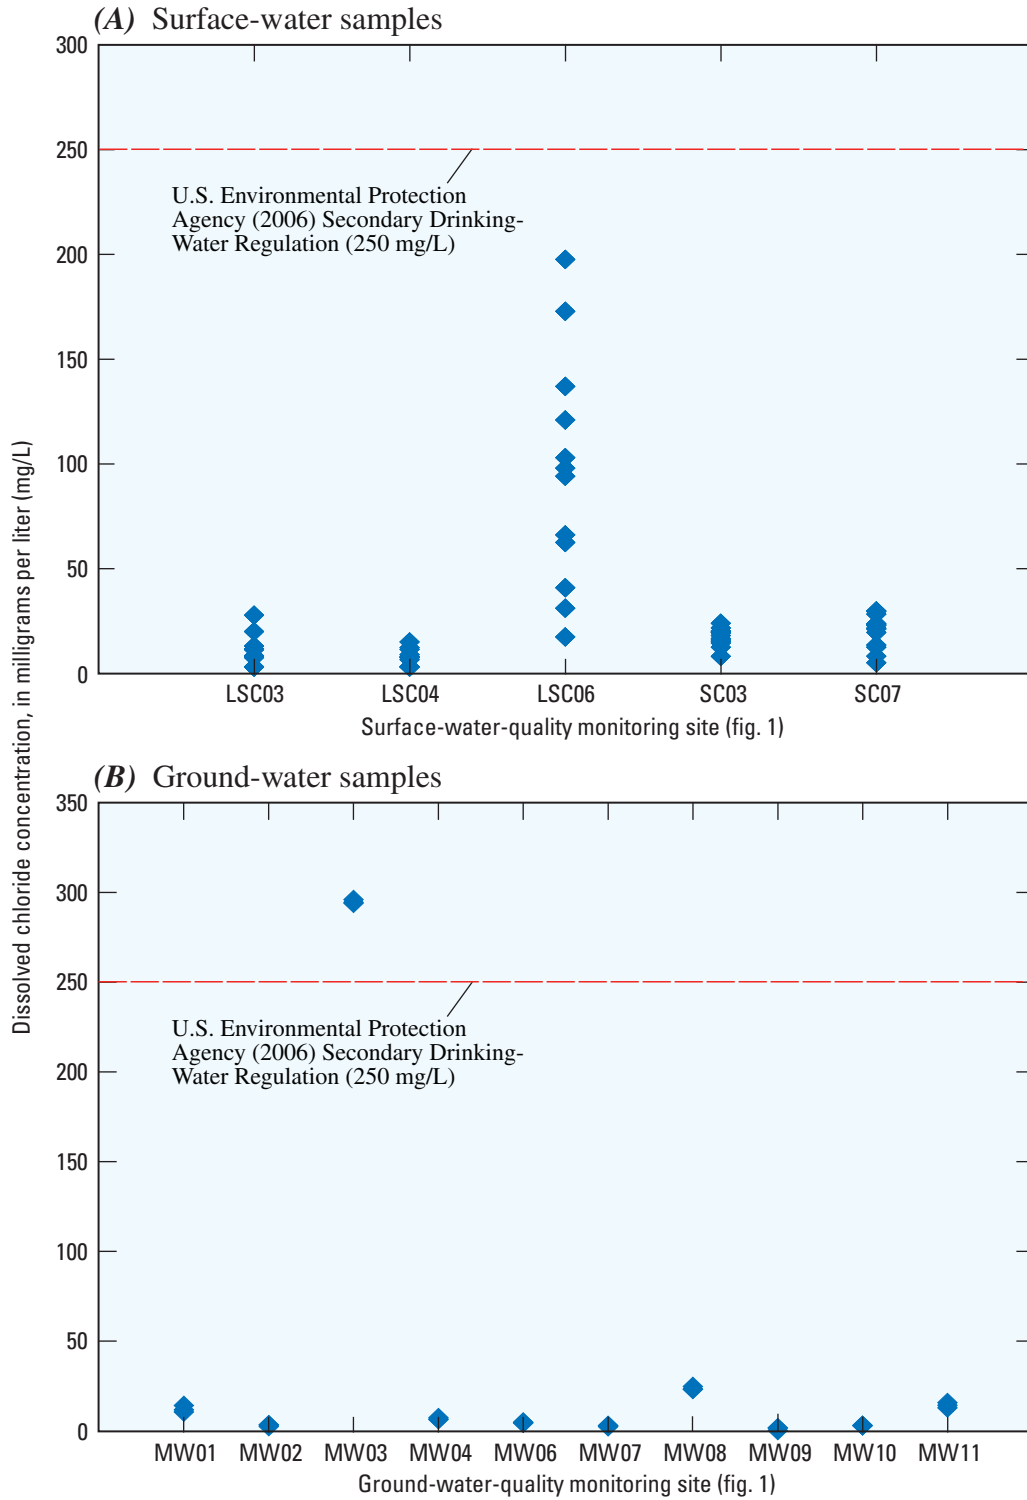 (A) Surface-water samples
300
250
200
150
100
50
0
U.S. Environmental Protection
Agency (2006) Secondary Drinking-
Water Regulation (250 mg/L)
LSC03 LSC04 LSC06 SC03 SC07
Surface-water-quality monitoring site (fig. 1)
Dissolved chloride concentration, in milligrams per liter (mg/L)
(B) Ground-water samples
350
300
250
200
150
100
50
0
U.S. Environmental Protection
Agency (2006) Secondary Drinking-
Water Regulation (250 mg/L)
MW01 MW02 MW03 MW04 MW06 MW07 MW08 MW09 MW10 MW11
Ground-water-quality monitoring site (fig. 1)